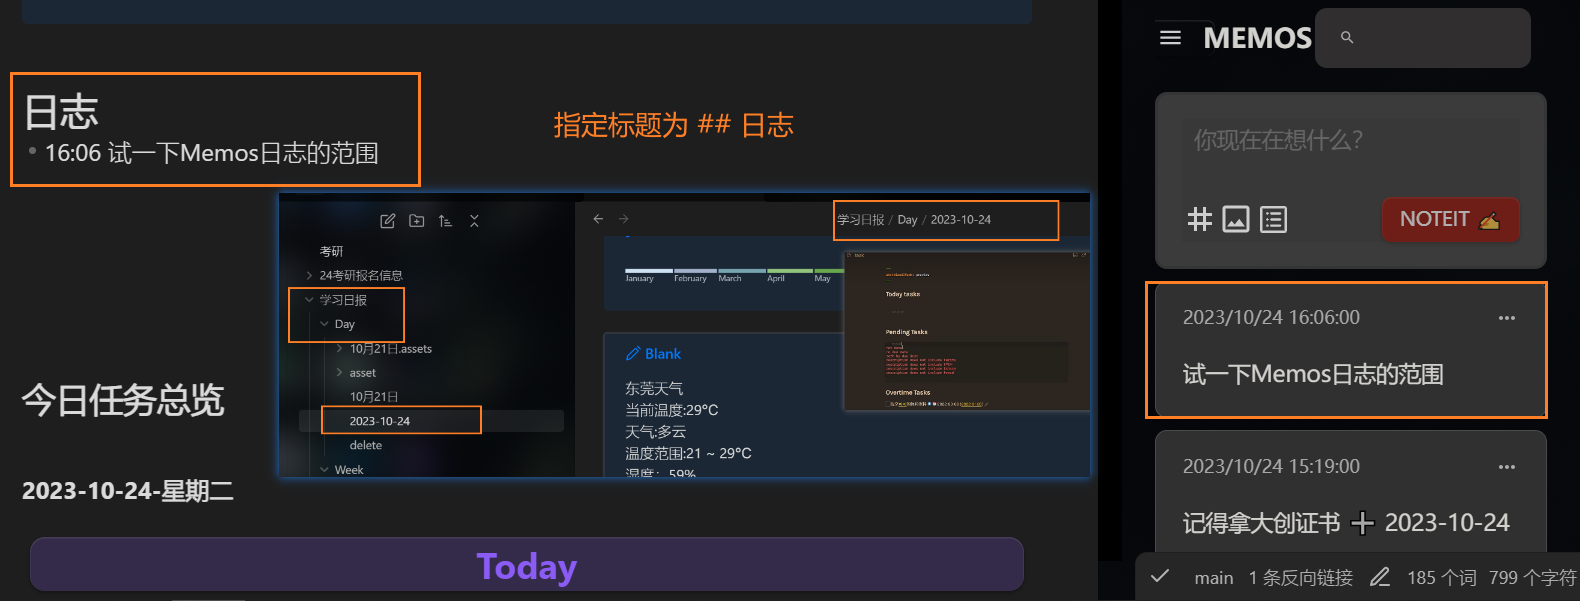 日志
16:06 试一下Memos日志的范围
指定标题为 ## 日志
考研
24考研报名信息
学习日报
Day
10月21日.assets
asset
10月21日
2023-10-24
delete
Week
学习日报 / Day / 2023-10-24
January February March April May
Blank
东莞天气
当前温度:29°C
天气:多云
温度范围:21 ~ 29°C
湿度：59%
Today tasks
Pending Tasks
Overtime Tasks
今日任务总览
2023-10-24-星期二
Today
MEMOS
你现在在想什么?
NOTEIT ✍
2023/10/24 16:06:00
试一下Memos日志的范围
2023/10/24 15:19:00
记得拿大创证书 ➕ 2023-10-24
main 1 条反向链接 185 个词 799 个字符